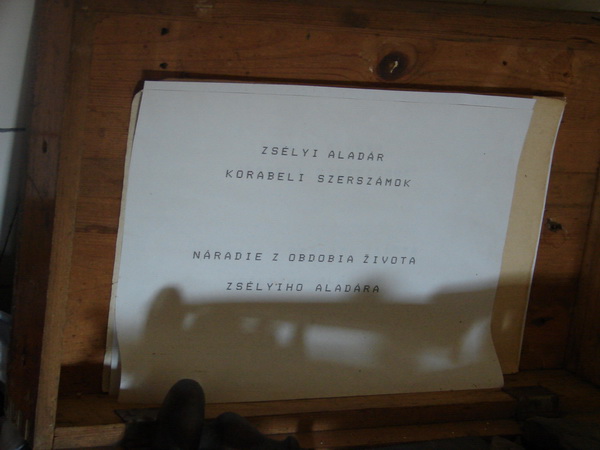 ZSÉLYI ALADÁR
KORABELI SZERSZÁMOK
NÁRADIE Z OBDOBIA ŽIVOTA
ZSÉLYIHO ALADÁRA